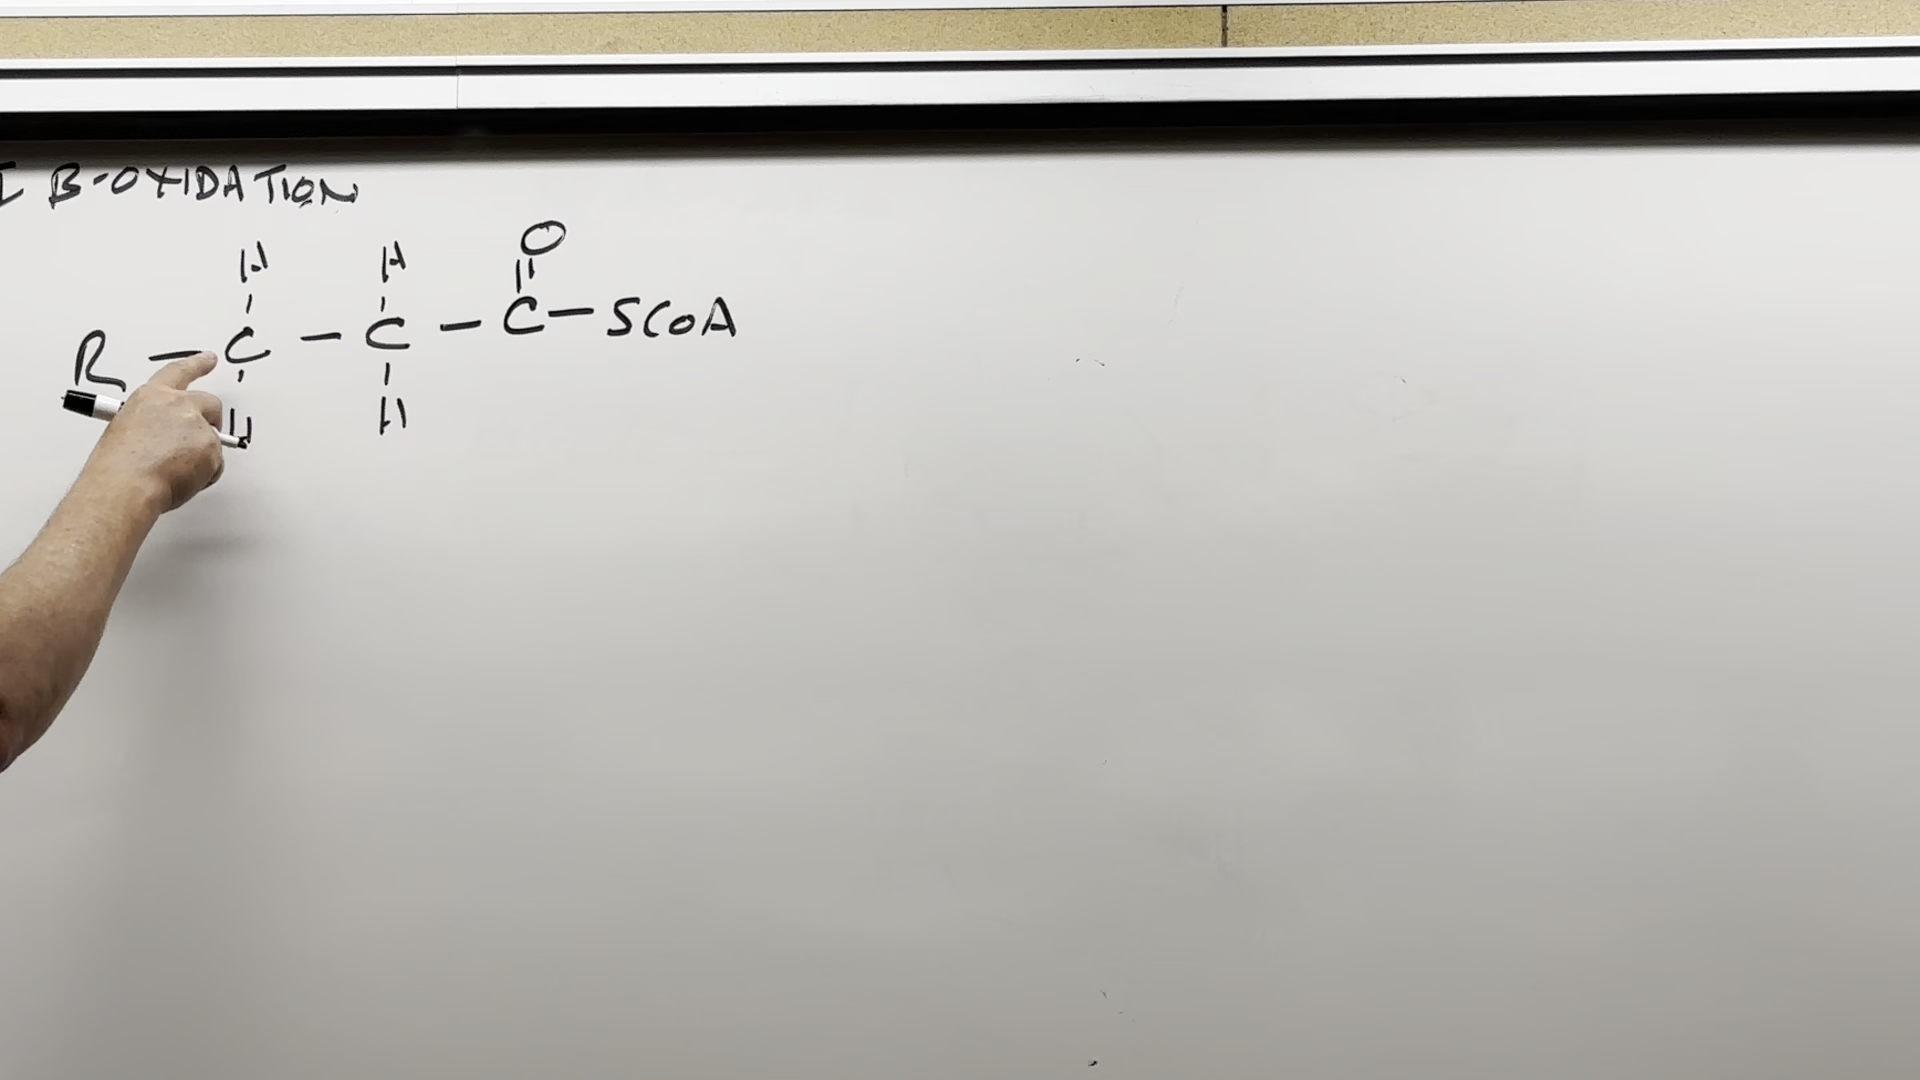 I B-OXIDATION
H H O
R - C - C - C - SCOA
H H